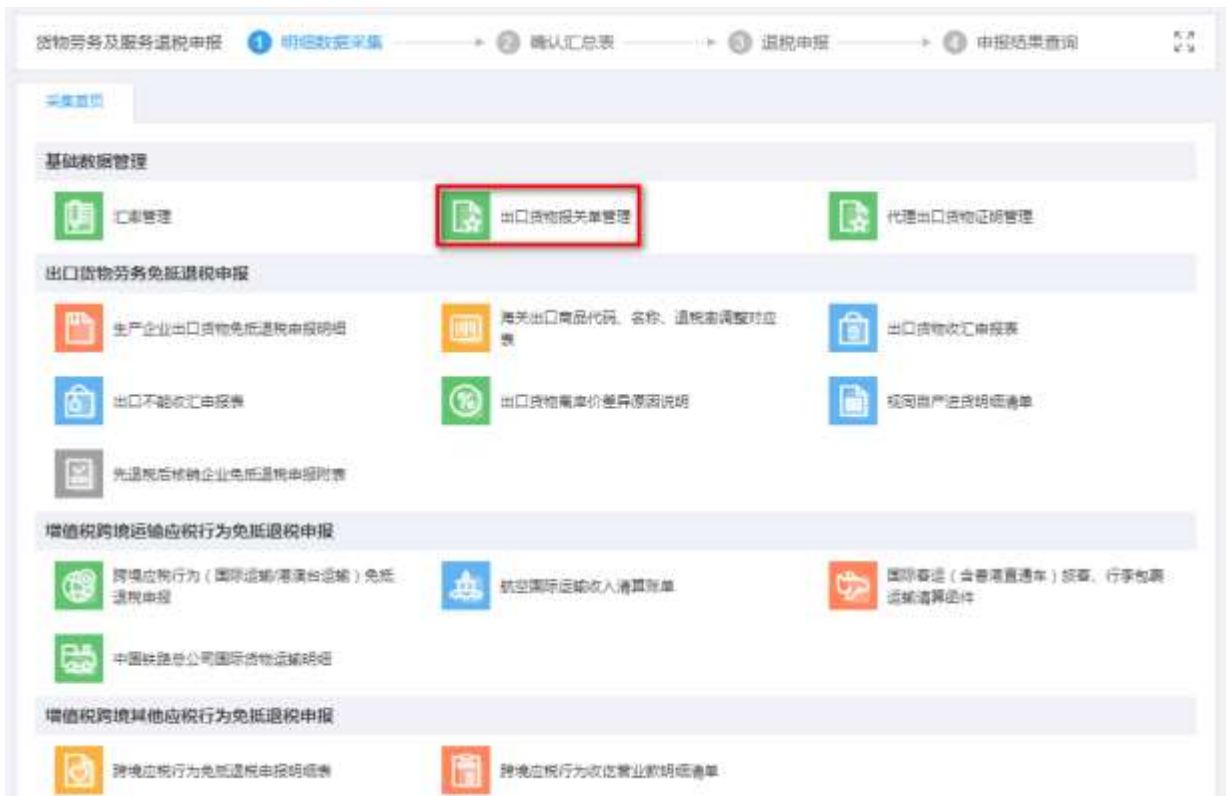 货物劳务及服务退税申报 1 明细数据采集 2 确认汇总表 3 退税申报 4 申报结果查询
采集首页
基础数据管理
汇率管理 出口货物报关单管理 代理出口货物证明管理
出口货物劳务免抵退税申报
生产企业出口货物免抵退税申报明细 海关出口商品代码、名称、退税率调整对应 出口货物收汇申报表
表
出口不能收汇申报表 出口货物离岸价差异原因说明 视同自产进货明细清单
先退税后核销企业免抵退税申报附表
增值税跨境运输应税行为免抵退税申报
跨境应税行为（国际运输/港澳台运输）免抵 航空国际运输收入清算账单 国际客运（含香港直通车）旅客、行李包裹
退税申报 运输清算函件
中国铁路总公司国际货物运输明细
增值税跨境其他应税行为免抵退税申报
跨境应税行为免抵退税申报明细表 跨境应税行为收讫营业款明细清单